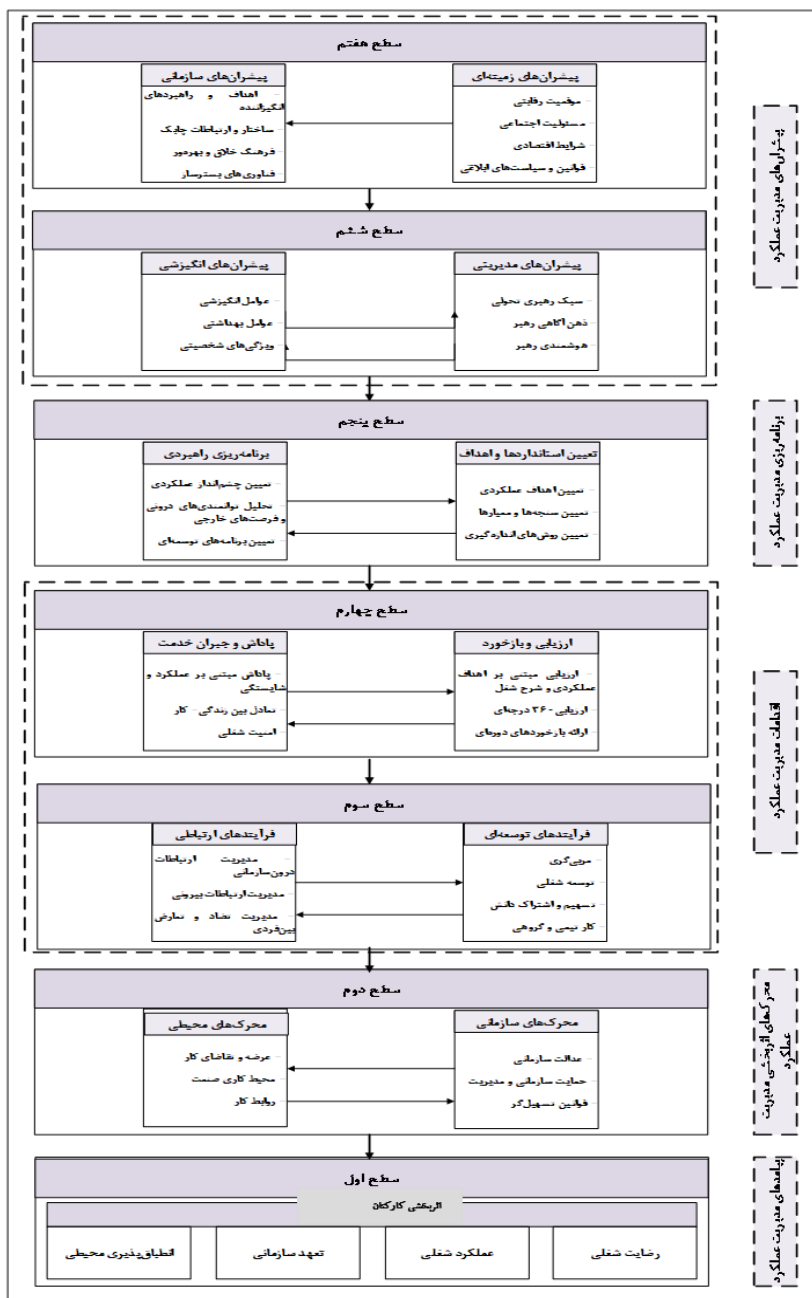 سطح هفتم
پیشران‌های زمینه‌ای
موقعیت رقابتی
مسئولیت اجتماعی
شرایط اقتصادی
قوانین و سیاست‌های ابلاغی
پیشران‌های سازمانی
– اهداف و راهبردهای
انگیزاننده
ساختار و ارتباطات چابک
فرهنگ خلاق و بهره‌ور
فناوری‌های بسترساز
پیشران‌های مدیریت عملکرد
سطح ششم
پیشران‌های مدیریتی
سبک رهبری تحولی
ذهن آگاهی رهبر
هوشمندی رهبر
پیشران‌های انگیزشی
عوامل انگیزشی
عوامل بهداشتی
ویژگی‌های شخصیتی
سطح پنجم
تعیین استانداردها و اهداف
تعیین اهداف عملکردی
تعیین سنجه‌ها و معیارها
تعیین روش‌های اندازه‌گیری
برنامه‌ریزی راهبردی
تعیین چشم‌انداز عملکردی
تحلیل توانمندی‌های درونی
و فرصت‌های خارجی
تعیین برنامه‌های توسعه‌ای
برنامه‌ریزی مدیریت عملکرد
سطح چهارم
ارزیابی و بازخورد
– ارزیابی مبتنی بر اهداف
عملکردی و شرح شغل
ارزیابی ۳۶۰ درجه‌ای
ارائه بازخوردهای دوره‌ای
پاداش و جبران خدمت
– پاداش مبتنی بر عملکرد و
شایستگی
تعادل بین زندگی – کار
امنیت شغلی
اقدامات مدیریت عملکرد
سطح سوم
فرآیندهای توسعه‌ای
مربی‌گری
توسعه شغلی
تسهیم و اشتراک دانش
کار تیمی و گروهی
فرآیندهای ارتباطی
– مدیریت ارتباطات
درون‌سازمانی
مدیریت ارتباطات بیرونی
– مدیریت تضاد و تعارض
بین‌فردی
سطح دوم
محرک‌های سازمانی
عدالت سازمانی
حمایت سازمانی و مدیریت
قوانین تسهیل‌گر
محرک‌های محیطی
عرضه و تقاضای کار
محیط کاری صنعت
روابط کار
محرک‌های اثربخشی مدیریت
عملکرد
سطح اول
اثربخشی کارکنان
رضایت شغلی
عملکرد شغلی
تعهد سازمانی
انطباق‌پذیری محیطی
پیامدهای مدیریت عملکرد